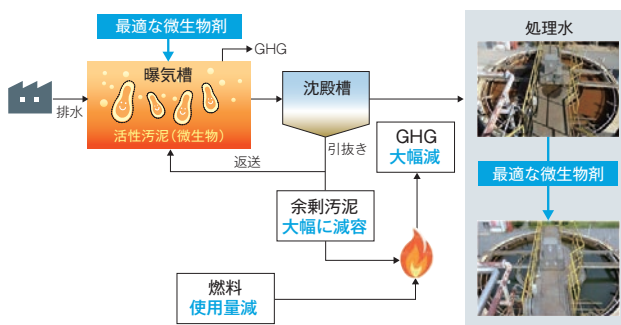 最適な微生物剤
GHG
曝気槽
排水
活性汚泥（微生物）
沈殿槽
返送
引抜き
GHG
大幅減
余剰汚泥
大幅に減容
燃料
使用量減
処理水
最適な微生物剤